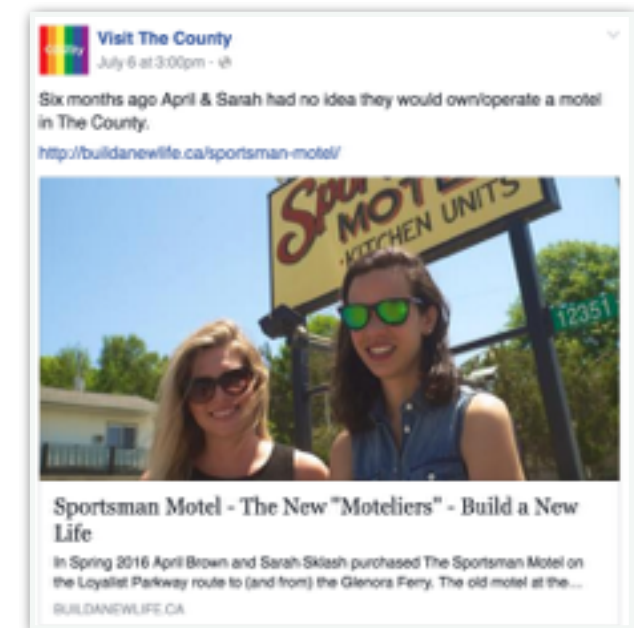 Visit The County
July 6 at 3:00pm ·
Six months ago April & Sarah had no idea they would own/operate a motel
in The County.
http://buildanewlife.ca/sportsman-motel/
MOTEL
·KITCHEN UNITS
12351
Sportsman Motel - The New "Moteliers" - Build a New
Life
In Spring 2016 April Brown and Sarah Sklash purchased The Sportsman Motel on
the Loyalist Parkway route to (and from) the Glenora Ferry. The old motel at the...
BUILDANEWLIFE.CA